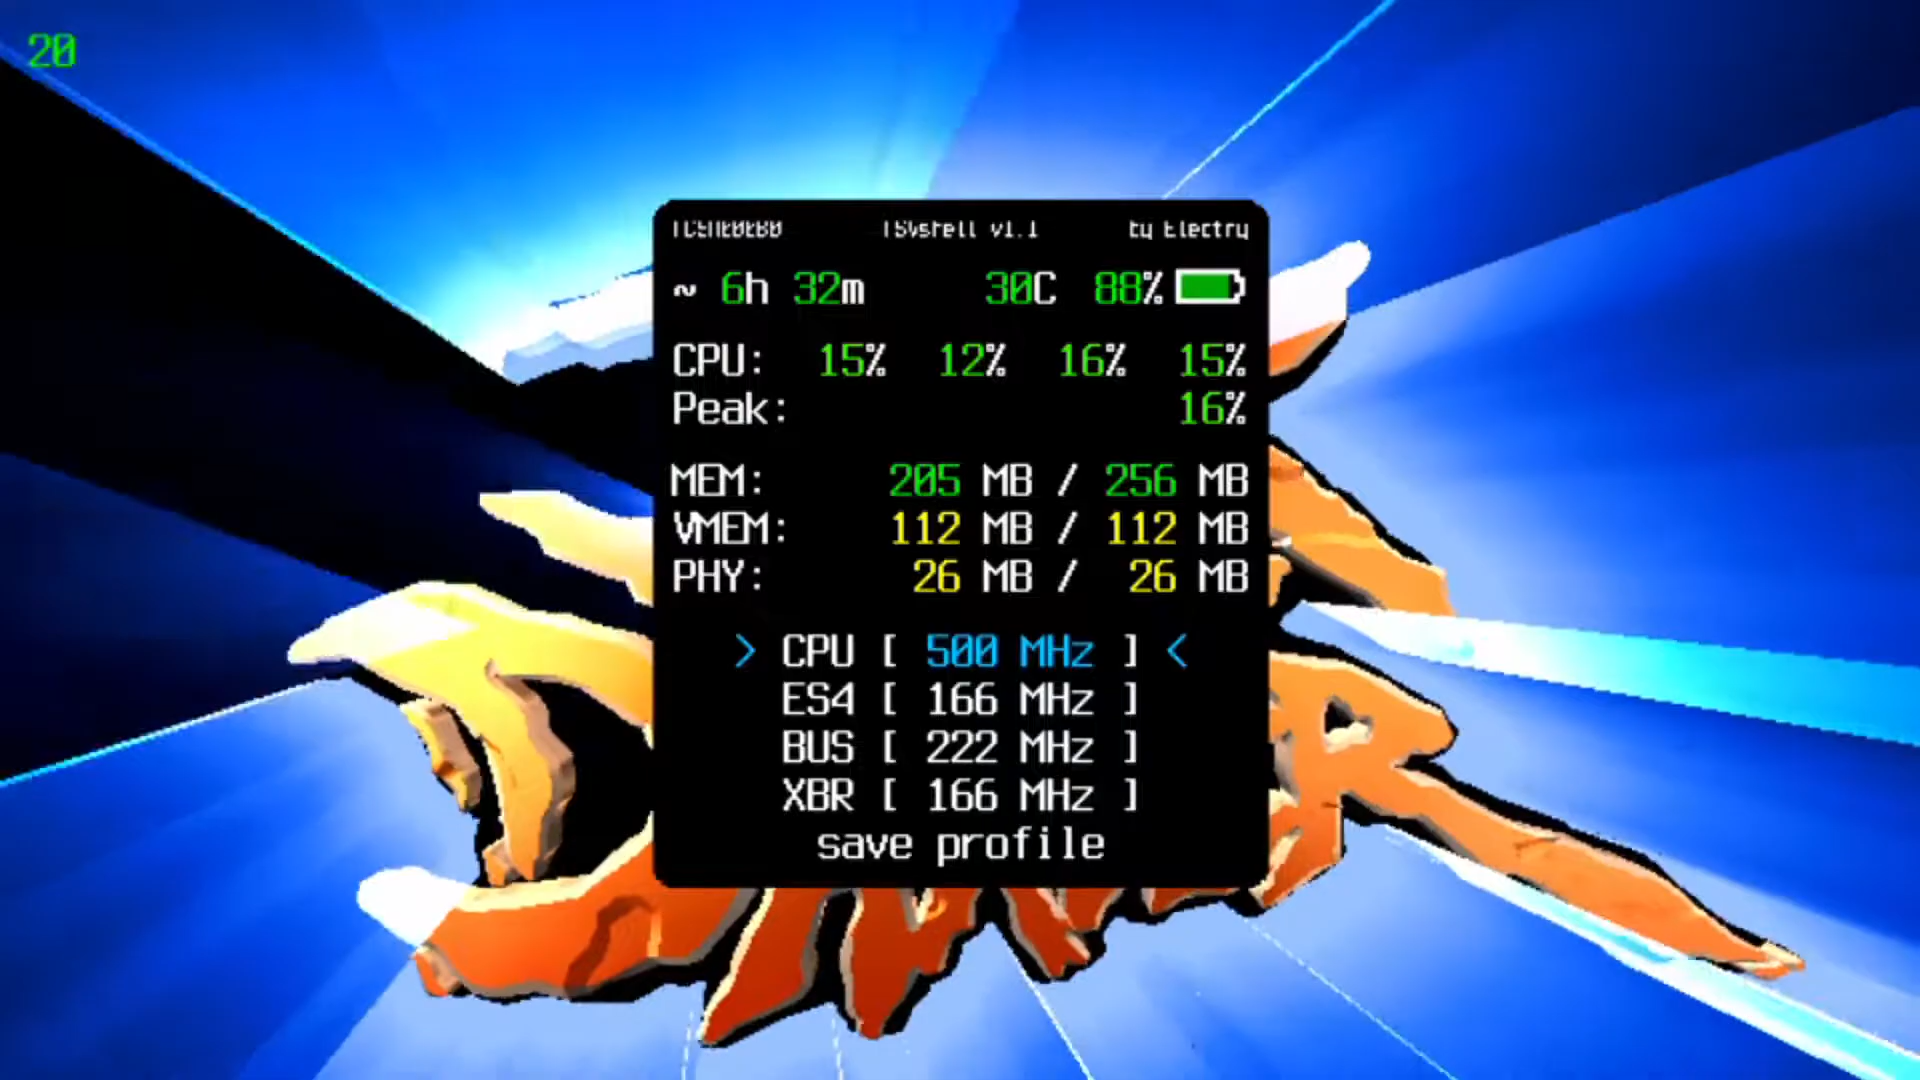 20
by Electry
~ 6h 32m 30C 88%
CPU: 15% 12% 16% 15%
Peak: 16%
MEM: 205 MB / 256 MB
VMEM: 112 MB / 112 MB
PHY: 26 MB / 26 MB
> CPU [ 500 MHz ] <
ES4 [ 166 MHz ]
BUS [ 222 MHz ]
XBR [ 166 MHz ]
save profile